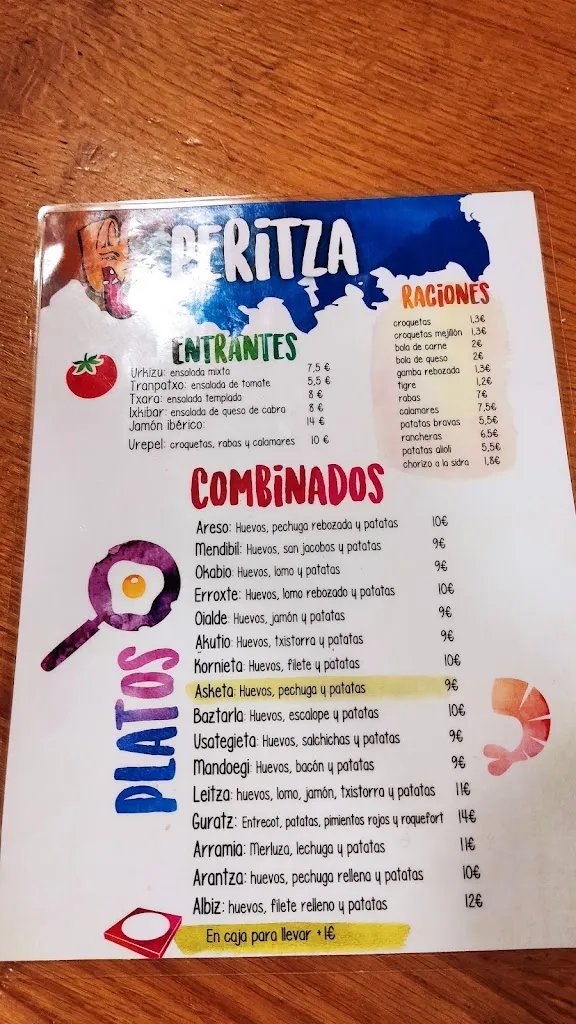 PERITZA
ENTRANTES
Urkizu: ensalada mixta 7,5 €
Iranpatxo: ensalada de tomate 5,5 €
Txara: ensalada templada 8 €
Ixhibar: ensalada de queso de cabra 8 €
Jamón ibérico: 14 €
Urepel: croquetas, rabas y calamares 10 €
RACIONES
croquetas 1,3€
croquetas mejillón 1,3€
bola de carne 2€
bola de queso 2€
gamba rebozada 1,3€
tigre 1,2€
rabas 7€
calamares 7,5€
patatas bravas 5,5€
rancheras 6,5€
patatas alioli 5,5€
chorizo a la sidra 1,8€
PLATOS
COMBINADOS
Areso: Huevos, pechuga rebozada y patatas 10€
Mendibil: Huevos, san jacobos y patatas 9€
Okabio: Huevos, lomo y patatas 9€
Erroxte: Huevos, lomo rebozado y patatas 10€
Oialde: Huevos, jamón y patatas 9€
Akutio: Huevos, txistorra y patatas 9€
Kornieta: Huevos, filete y patatas 10€
Asketa: Huevos, pechuga y patatas 9€
Baztarla: Huevos, escalope y patatas 10€
Usategieta: Huevos, salchichas y patatas 9€
Mandoegi: Huevos, bacón y patatas 9€
Leitza: huevos, lomo, jamón, txistorra y patatas 11€
Guratz: Entrecot, patatas, pimientos rojos y roquefort 14€
Arramia: Merluza, lechuga y patatas 11€
Arantza: huevos, pechuga rellena y patatas 10€
Albiz: huevos, filete relleno y patatas 12€
En caja para llevar +1€